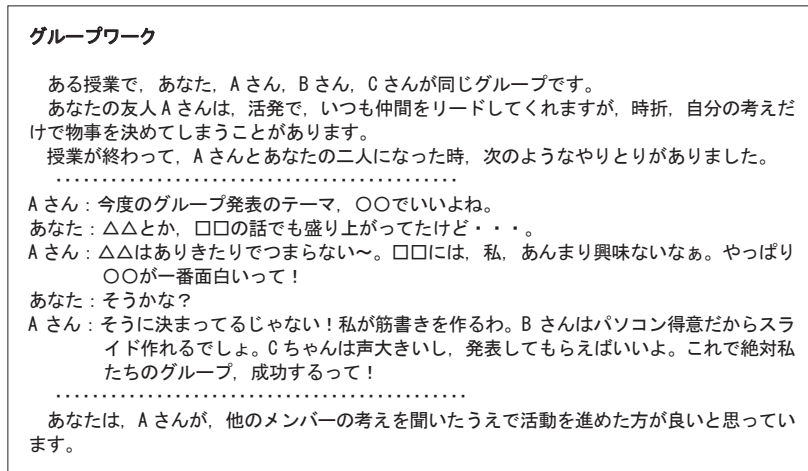 グループワーク
ある授業で，あなた，Aさん，Bさん，Cさんが同じグループです。
あなたの友人Aさんは，活発で，いつも仲間をリードしてくれますが，時折，自分の考えだ
けで物事を決めてしまうことがあります。
授業が終わって，Aさんとあなたの二人になった時，次のようなやりとりがありました。
・・・・・・・・・・・・・・・・・・・・・・・・・・・・・・・・・・・・・・・・・・・・
Aさん：今度のグループ発表のテーマ，○○でいいよね。
あなた：△△とか，□□の話でも盛り上がってたけど・・・。
Aさん：△△はありきたりでつまらない～。□□には，私，あんまり興味ないなぁ。やっぱり
○○が一番面白いって！
あなた：そうかな？
Aさん：そうに決まってるじゃない！私が筋書きを作るわ。Bさんはパソコン得意だからスラ
イド作れるでしょ。Cちゃんは声大きいし，発表してもらえばいいよ。これで絶対私
たちのグループ，成功するって！
・・・・・・・・・・・・・・・・・・・・・・・・・・・・・・・・・・・・・・・・・・・・・
あなたは，Aさんが，他のメンバーの考えを聞いたうえで活動を進めた方が良いと思ってい
ます。